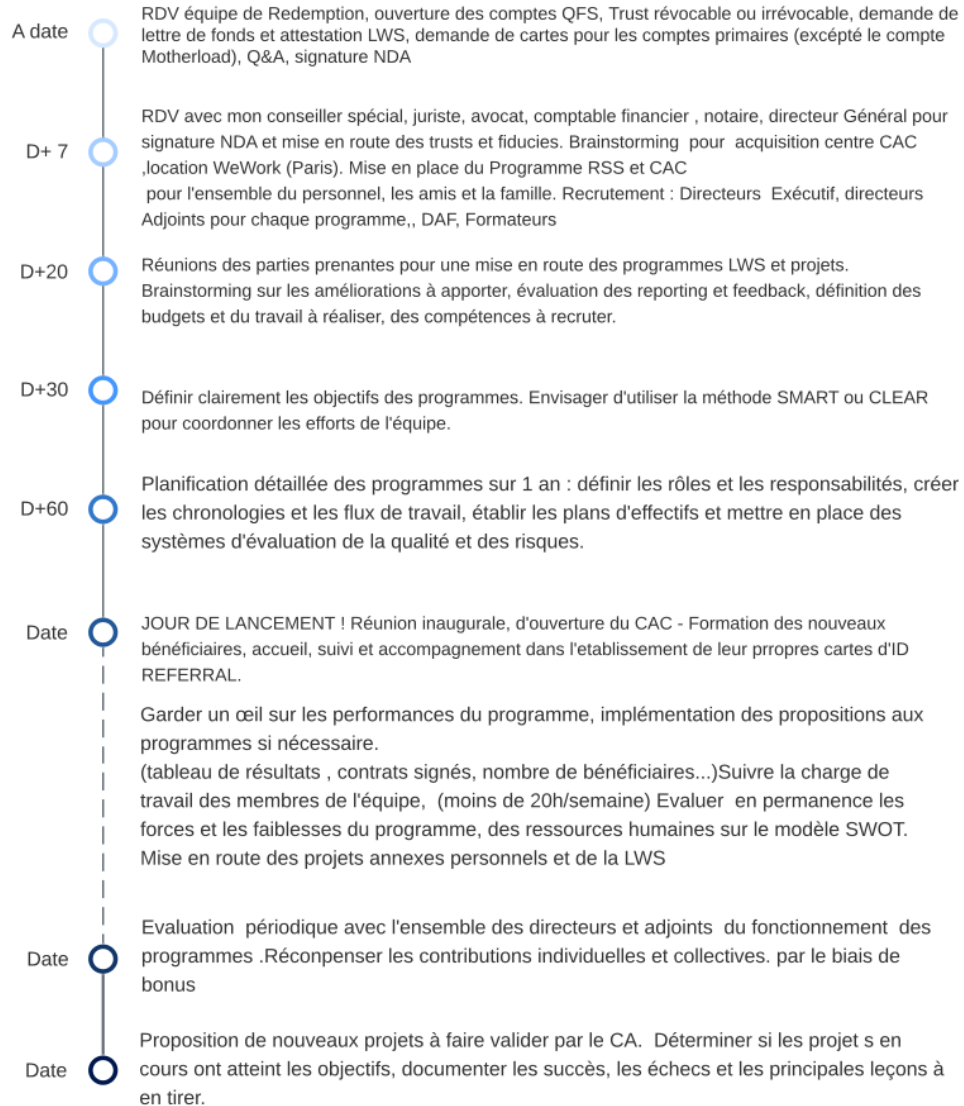 A date
RDV équipe de Redemption, ouverture des comptes QFS, Trust révocable ou irrévocable, demande de
lettre de fonds et attestation LWS, demande de cartes pour les comptes primaires (excépté le compte
Motherload), Q&A, signature NDA
D+ 7
RDV avec mon conseiller spécial, juriste, avocat, comptable financier , notaire, directeur Général pour
signature NDA et mise en route des trusts et fiducies. Brainstorming  pour  acquisition centre CAC
,location WeWork (Paris). Mise en place du Programme RSS et CAC
pour l'ensemble du personnel, les amis et la famille. Recrutement : Directeurs  Exécutif, directeurs
Adjoints pour chaque programme,, DAF, Formateurs
D+20
Réunions des parties prenantes pour une mise en route des programmes LWS et projets.
Brainstorming sur les améliorations à apporter, évaluation des reporting et feedback, définition des
budgets et du travail à réaliser, des compétences à recruter.
D+30
Définir clairement les objectifs des programmes. Envisager d'utiliser la méthode SMART ou CLEAR
pour coordonner les efforts de l'équipe.
D+60
Planification détaillée des programmes sur 1 an : définir les rôles et les responsabilités, créer
les chronologies et les flux de travail, établir les plans d'effectifs et mettre en place des
systèmes d'évaluation de la qualité et des risques.
Date
JOUR DE LANCEMENT ! Réunion inaugurale, d'ouverture du CAC - Formation des nouveaux
bénéficiaires, accueil, suivi et accompagnement dans l'etablissement de leur prropres cartes d'ID
REFERRAL.
Garder un œil sur les performances du programme, implémentation des propositions aux
programmes si nécessaire.
(tableau de résultats , contrats signés, nombre de bénéficiaires...)Suivre la charge de
travail des membres de l'équipe,  (moins de 20h/semaine) Evaluer  en permanence les
forces et les faiblesses du programme, des ressources humaines sur le modèle SWOT.
Mise en route des projets annexes personnels et de la LWS
Date
Evaluation  périodique avec l'ensemble des directeurs et adjoints  du fonctionnement  des
programmes .Réconpenser les contributions individuelles et collectives. par le biais de
bonus
Date
Proposition de nouveaux projets à faire valider par le CA.  Déterminer si les projet s en
cours ont atteint les objectifs, documenter les succès, les échecs et les principales leçons à
en tirer.